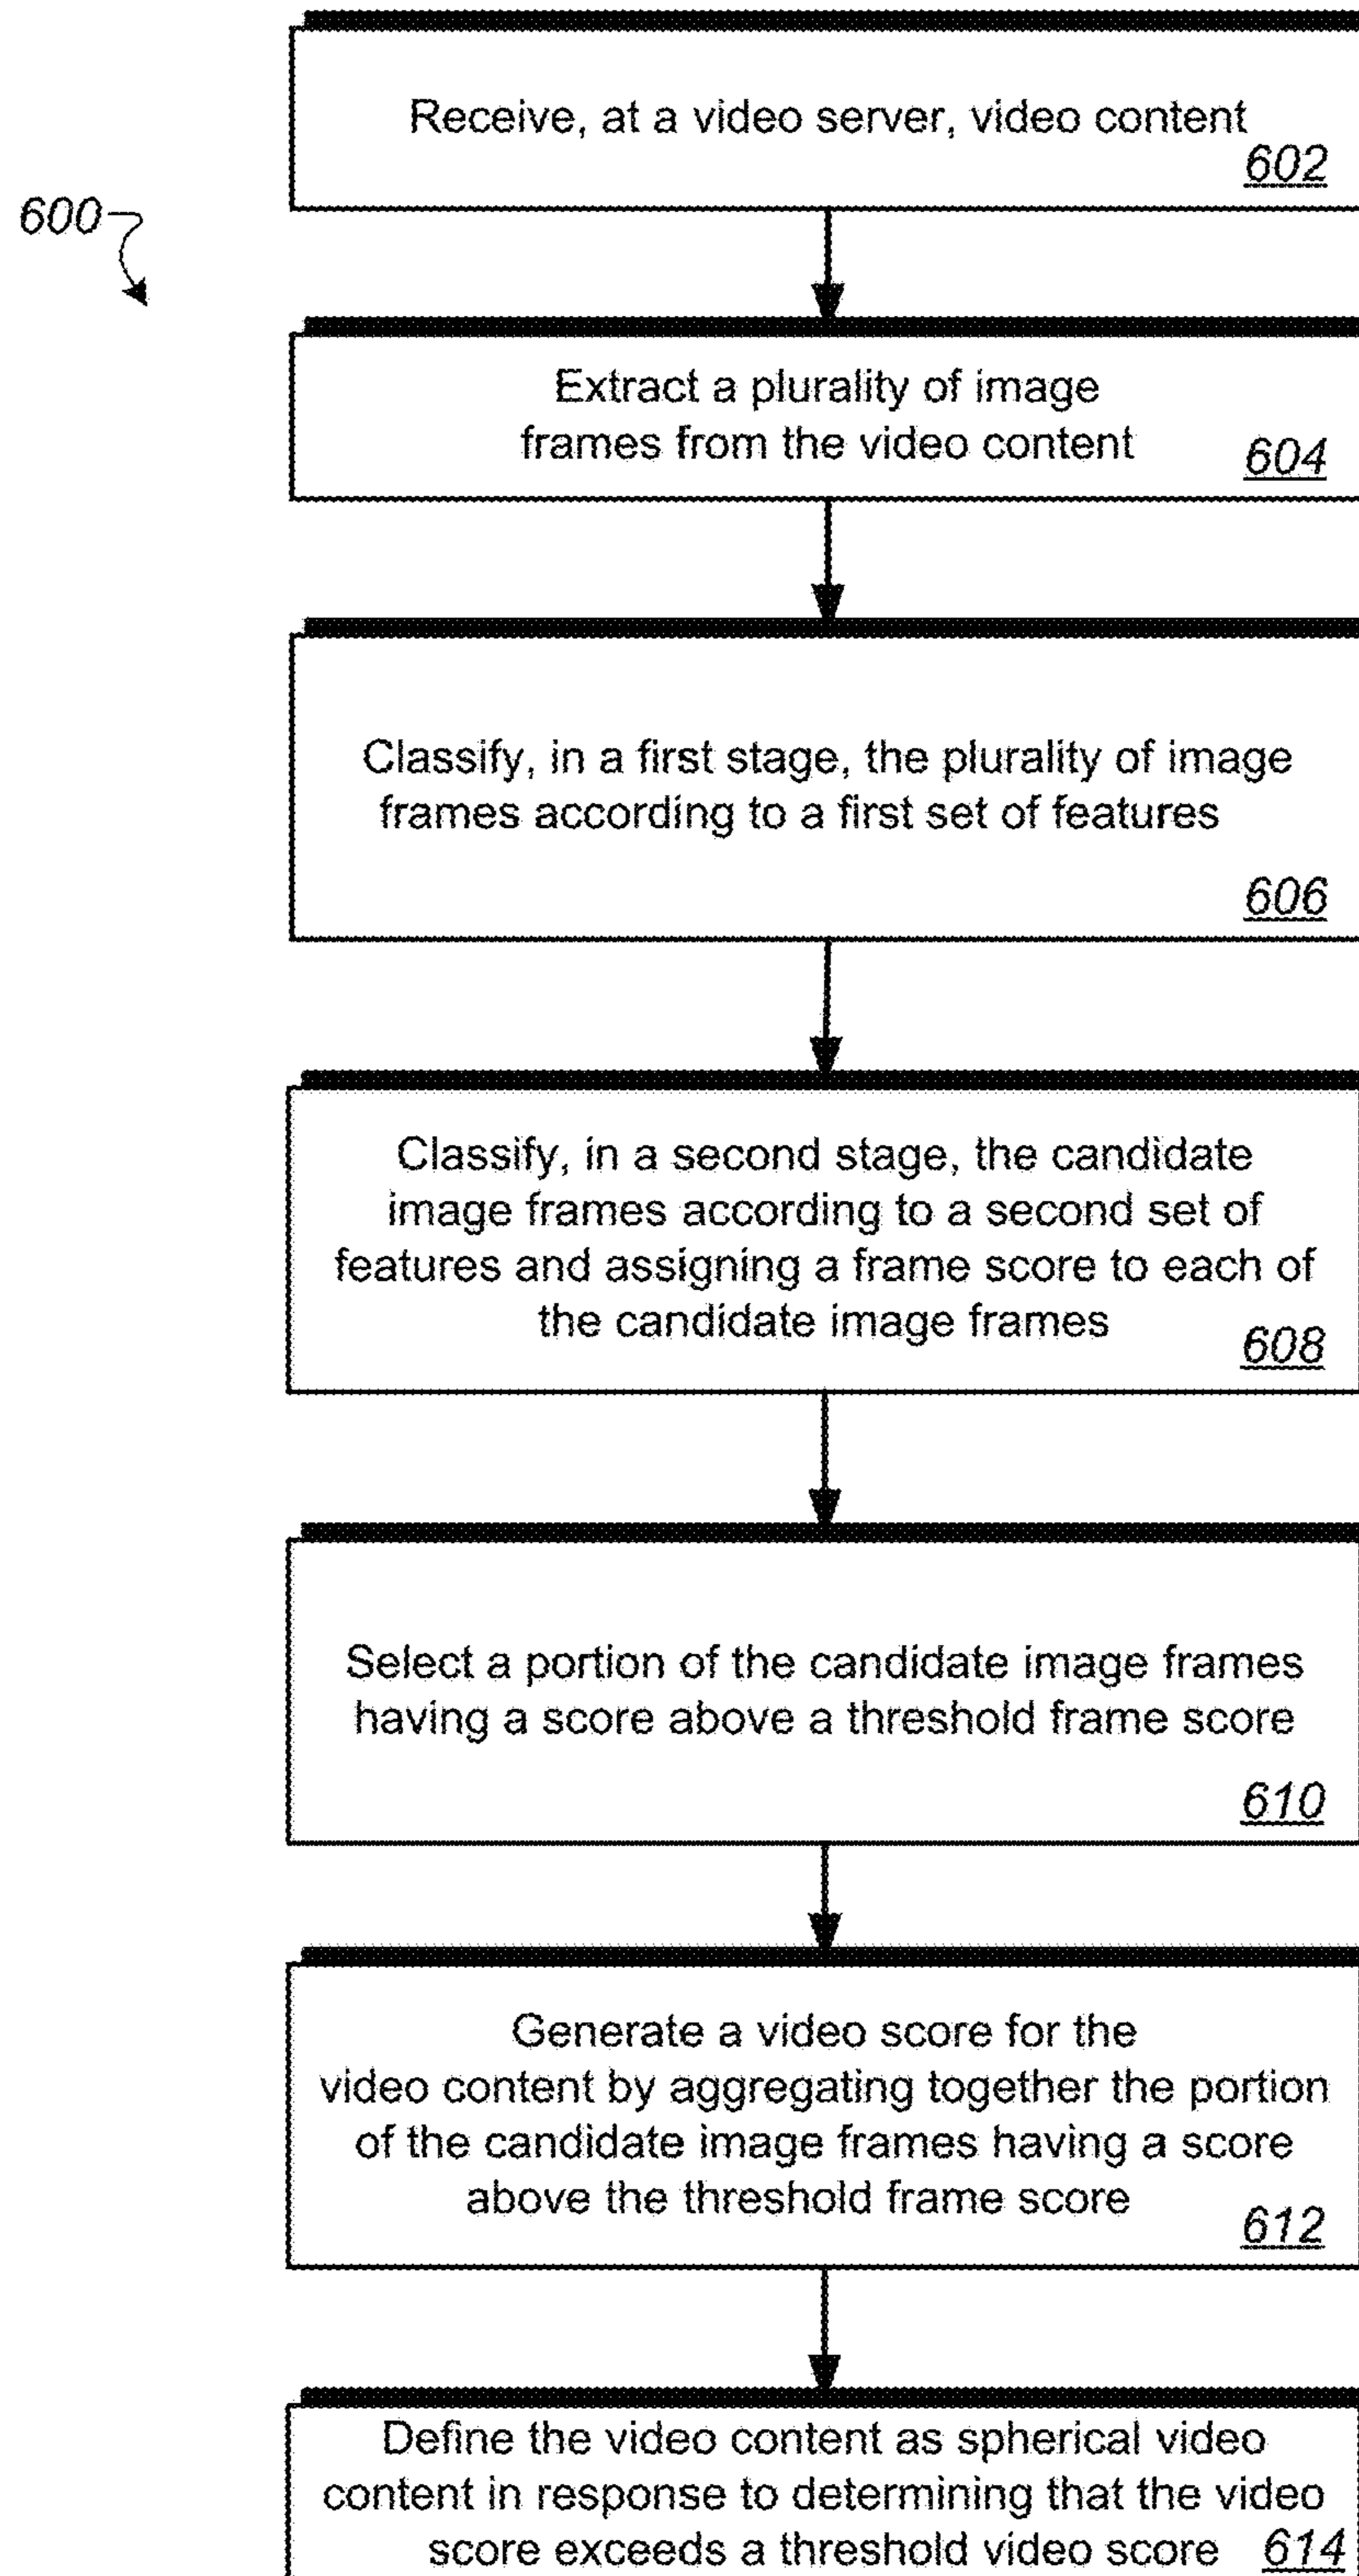 Receive, at a video server, video content
602
600
Extract a plurality of image
frames from the video content
604
Classify, in a first stage, the plurality of image
frames according to a first set of features
606
Classify, in a second stage, the candidate
image frames according to a second set of
features and assigning a frame score to each of
the candidate image frames
608
Select a portion of the candidate image frames
having a score above a threshold frame score
610
Generate a video score for the
video content by aggregating together the portion
of the candidate image frames having a score
above the threshold frame score
612
Define the video content as spherical video
content in response to determining that the video
score exceeds a threshold video score 614